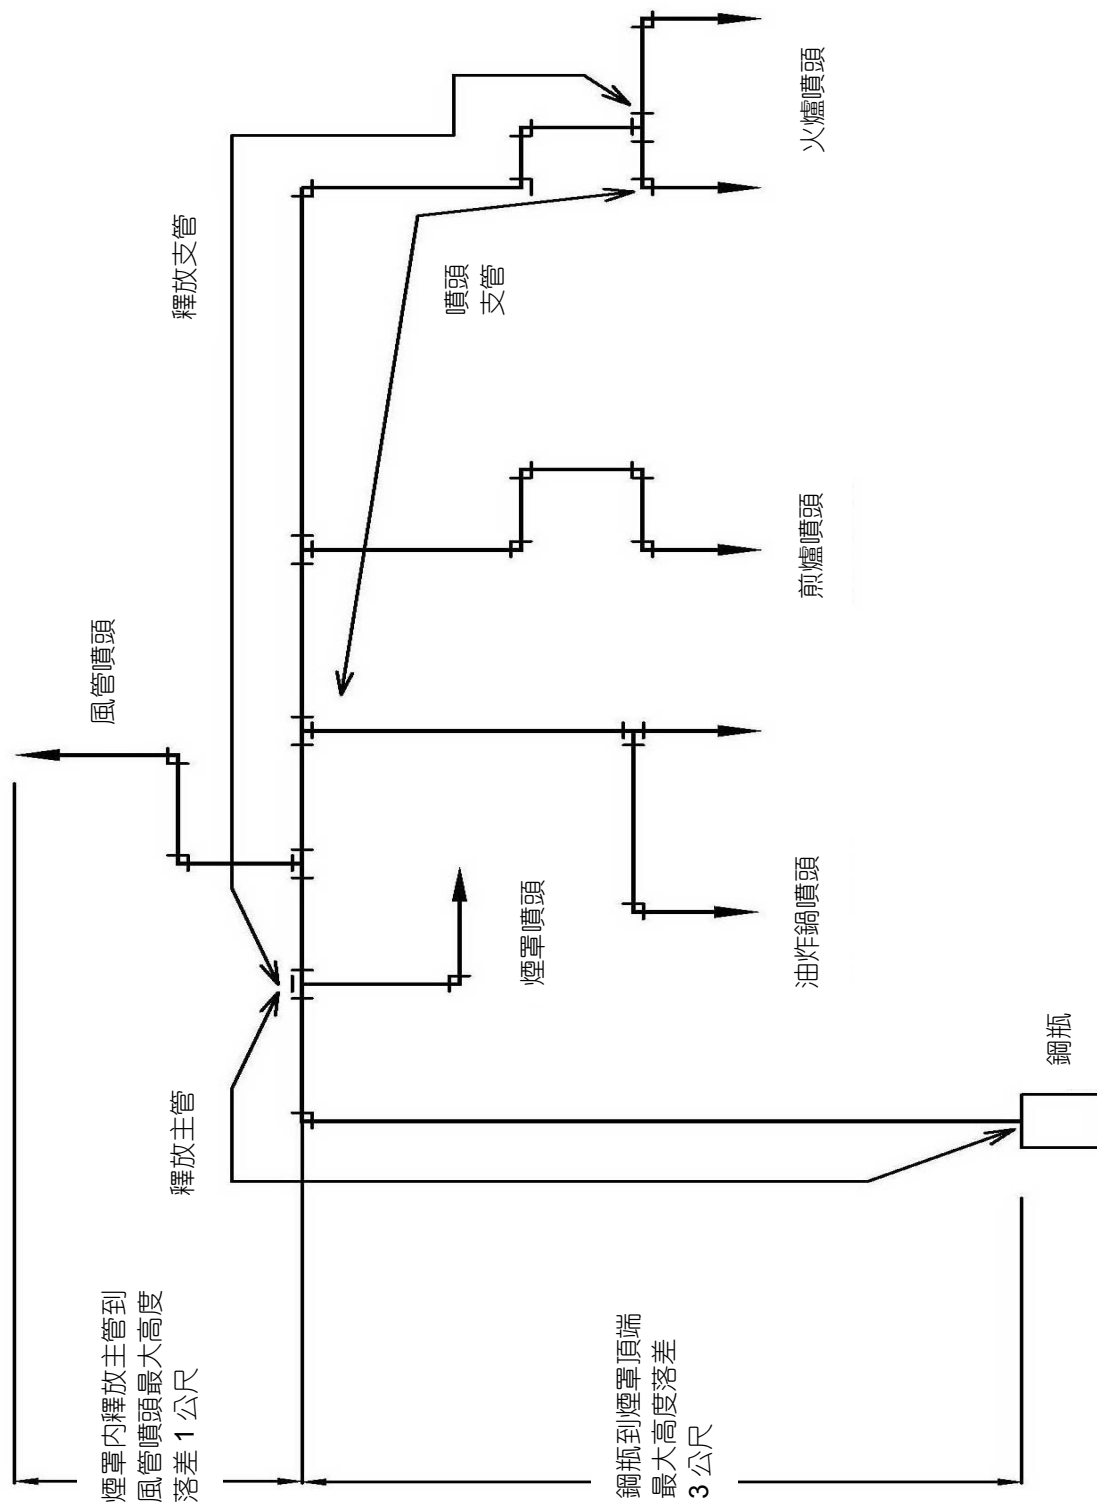 煙罩內釋放主管到
風管噴頭最大高度
落差 1 公尺
鋼瓶到煙罩頂端
最大高度落差
3 公尺
釋放主管
鋼瓶
風管噴頭
煙罩噴頭
油炸鍋噴頭
釋放支管
噴頭
支管
煎爐噴頭
火爐噴頭